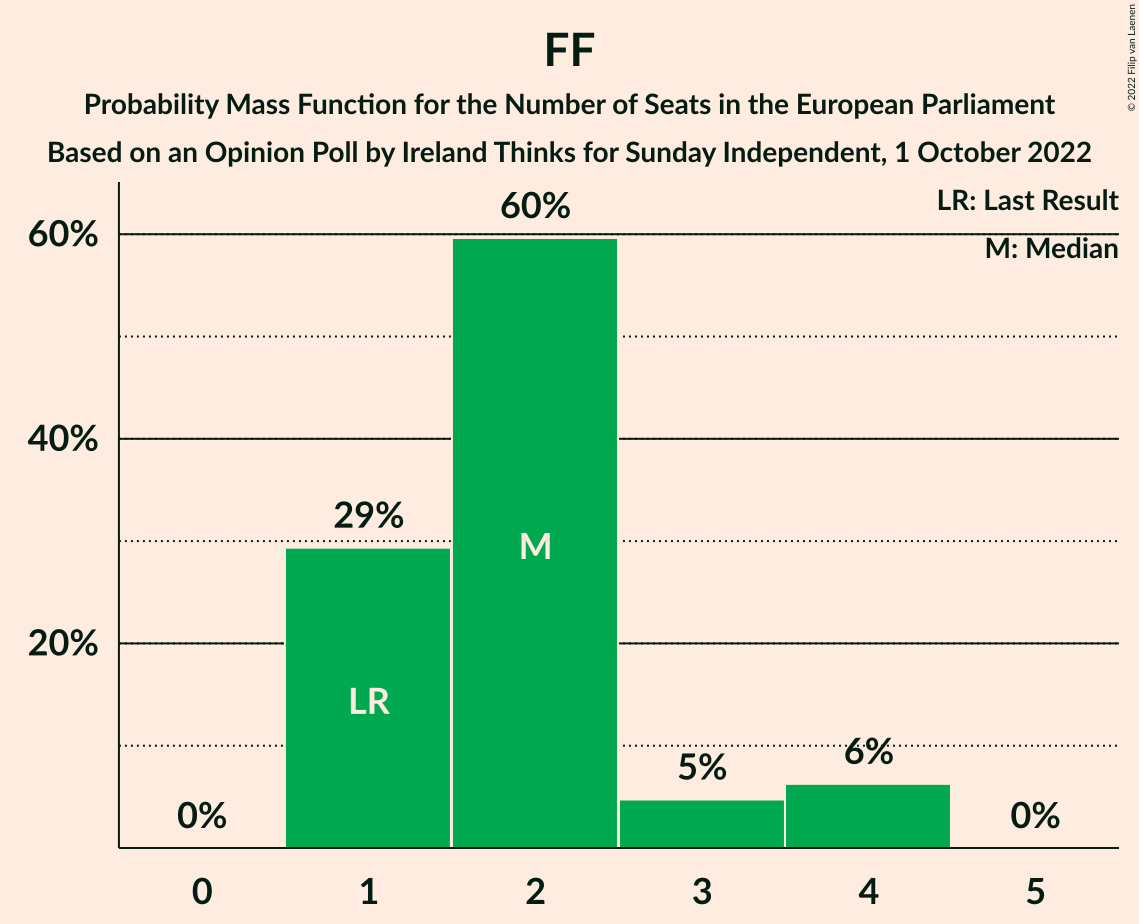 FF
Probability Mass Function for the Number of Seats in the European Parliament
Based on an Opinion Poll by Ireland Thinks for Sunday Independent, 1 October 2022
© 2022 Filip van Laenen
LR: Last Result
M: Median
60%
40%
20%
0%
29%
60%
5%
6%
0%
LR
M
0 1 2 3 4 5